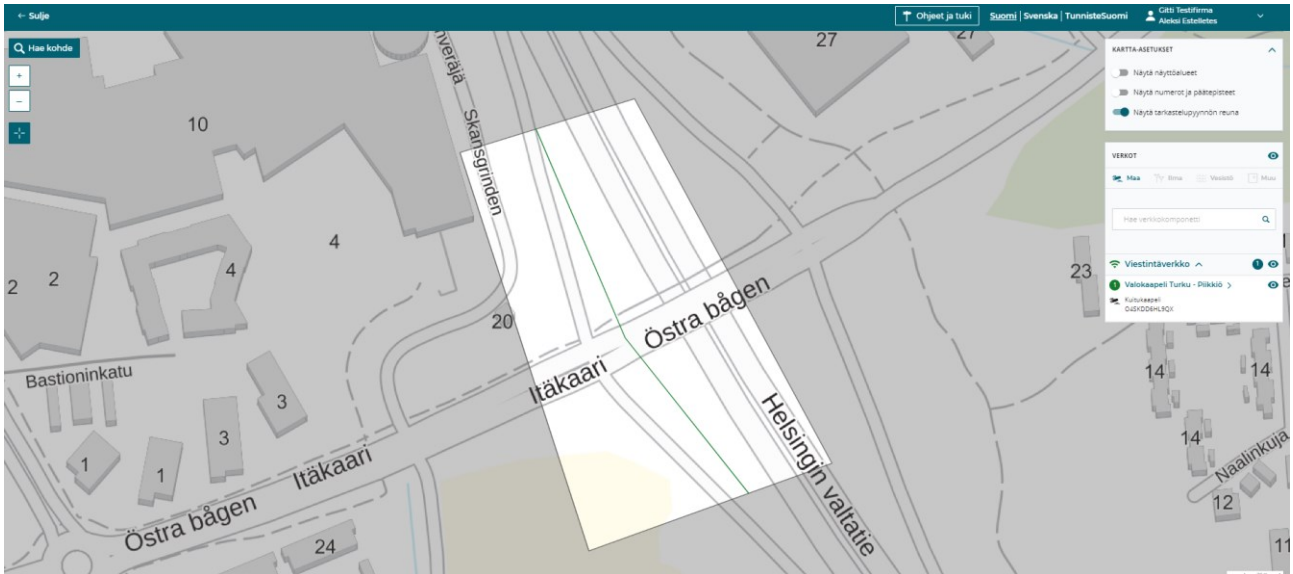 ← Sulje
Ohjeet ja tuki
Suomi | Svenska | TunnisteSuomi
Gitti Testifirma
Aleksi Estelletes
Hae kohde
+
−
KARTTA-ASETUKSET
Näytä näyttöalueet
Näytä numerot ja päätepisteet
Näytä tarkastelupyynnön reuna
VERKOT
Maa
Ilma
Vesistö
Muu
Hae verkkokomponetti
Viestintäverkko
1
1
Valokaapeli Turku - Piikkiö >
Kuitukaapeli
27
27
10
Skansgrinden
4
4
2
2
20
23
Östra bågen
Itäkaari
Bastioninkatu
3
3
1
1
Itäkaari
Östra bågen
Helsingin valtatie
24
14
14
14
Naalinkuja
12
11